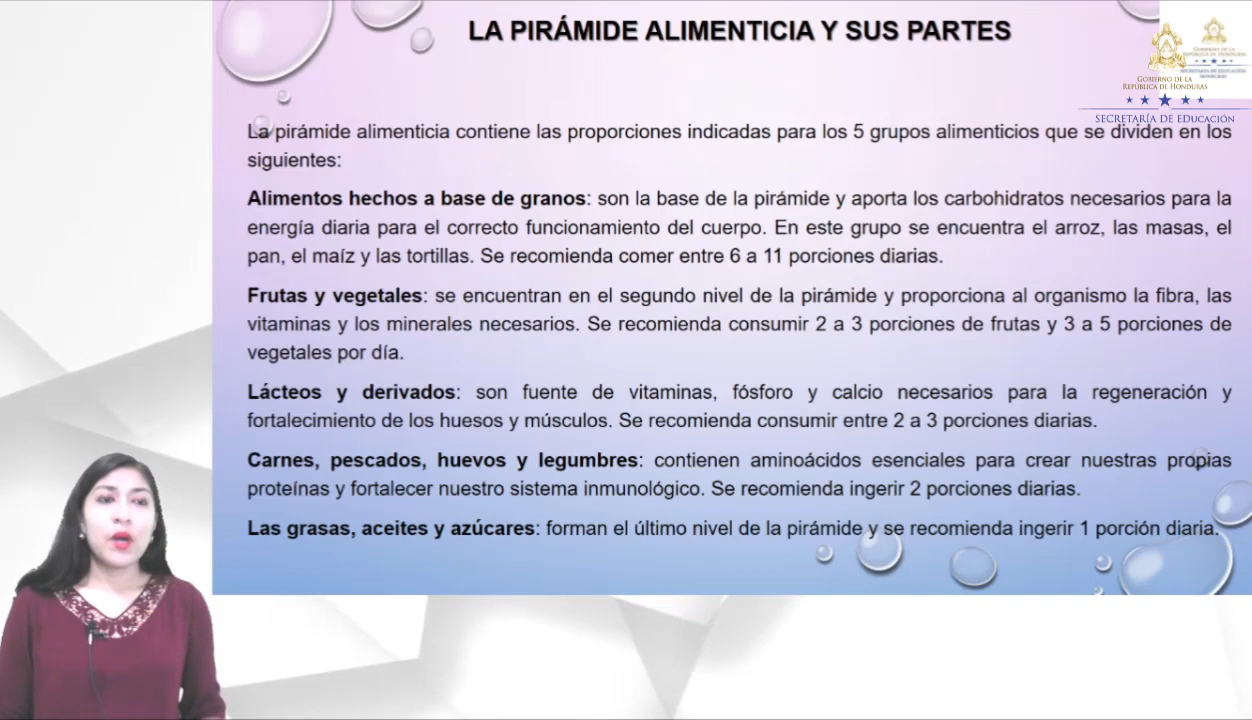 LA PIRÁMIDE ALIMENTICIA Y SUS PARTES
GOBIERNO DE LA
REPÚBLICA DE HONDURAS
SECRETARÍA DE EDUCACIÓN
GOBIERNO DE LA
REPÚBLICA DE HONDURAS
SECRETARÍA DE EDUCACIÓN
La pirámide alimenticia contiene las proporciones indicadas para los 5 grupos alimenticios que se dividen en los
siguientes:
Alimentos hechos a base de granos: son la base de la pirámide y aporta los carbohidratos necesarios para la
energía diaria para el correcto funcionamiento del cuerpo. En este grupo se encuentra el arroz, las masas, el
pan, el maíz y las tortillas. Se recomienda comer entre 6 a 11 porciones diarias.
Frutas y vegetales: se encuentran en el segundo nivel de la pirámide y proporciona al organismo la fibra, las
vitaminas y los minerales necesarios. Se recomienda consumir 2 a 3 porciones de frutas y 3 a 5 porciones de
vegetales por día.
Lácteos y derivados: son fuente de vitaminas, fósforo y calcio necesarios para la regeneración y
fortalecimiento de los huesos y músculos. Se recomienda consumir entre 2 a 3 porciones diarias.
Carnes, pescados, huevos y legumbres: contienen aminoácidos esenciales para crear nuestras propias
proteínas y fortalecer nuestro sistema inmunológico. Se recomienda ingerir 2 porciones diarias.
Las grasas, aceites y azúcares: forman el último nivel de la pirámide y se recomienda ingerir 1 porción diaria.